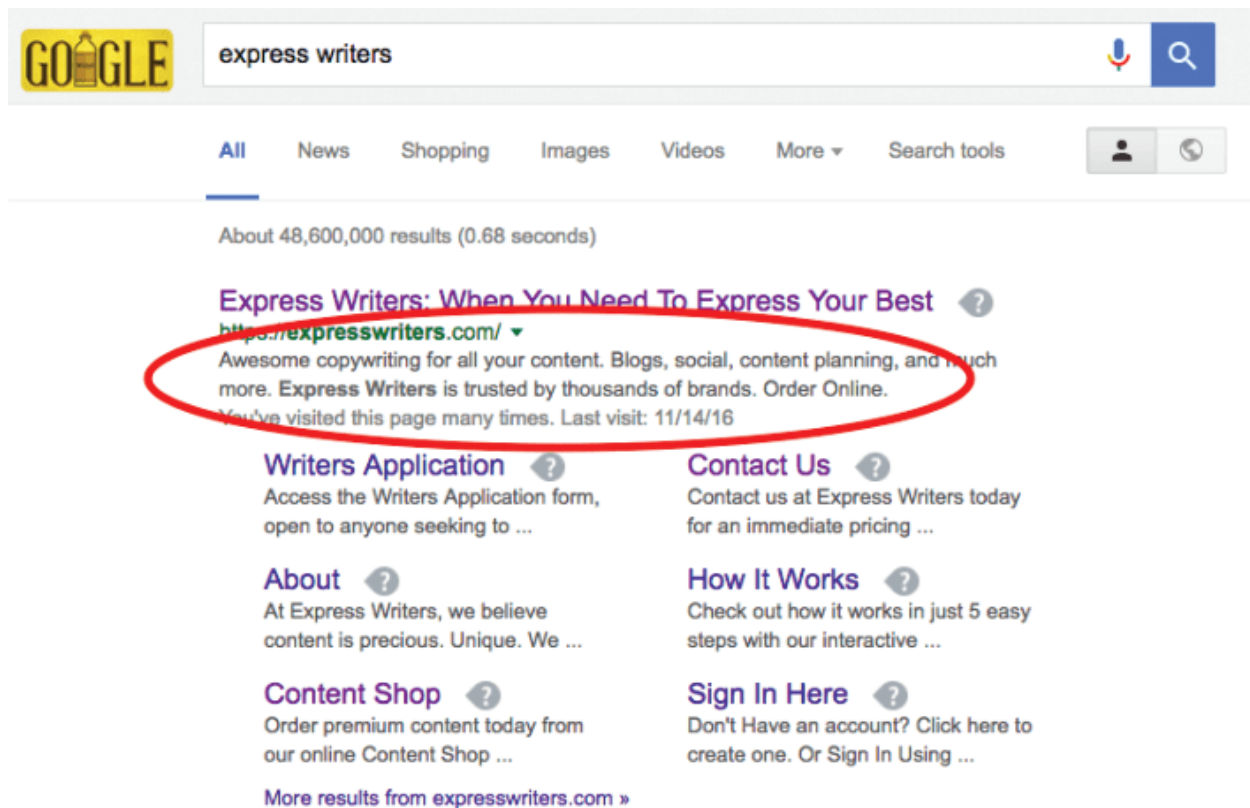 GOOGLE
express writers
All News Shopping Images Videos More Search tools
About 48,600,000 results (0.68 seconds)
Express Writers: When You Need To Express Your Best ?
https://expresswriters.com/
Awesome copywriting for all your content. Blogs, social, content planning, and much
more. Express Writers is trusted by thousands of brands. Order Online.
You've visited this page many times. Last visit: 11/14/16
Writers Application ?
Access the Writers Application form,
open to anyone seeking to ...
Contact Us ?
Contact us at Express Writers today
for an immediate pricing ...
About ?
At Express Writers, we believe
content is precious. Unique. We ...
How It Works ?
Check out how it works in just 5 easy
steps with our interactive ...
Content Shop ?
Order premium content today from
our online Content Shop ...
Sign In Here ?
Don't Have an account? Click here to
create one. Or Sign In Using ...
More results from expresswriters.com »